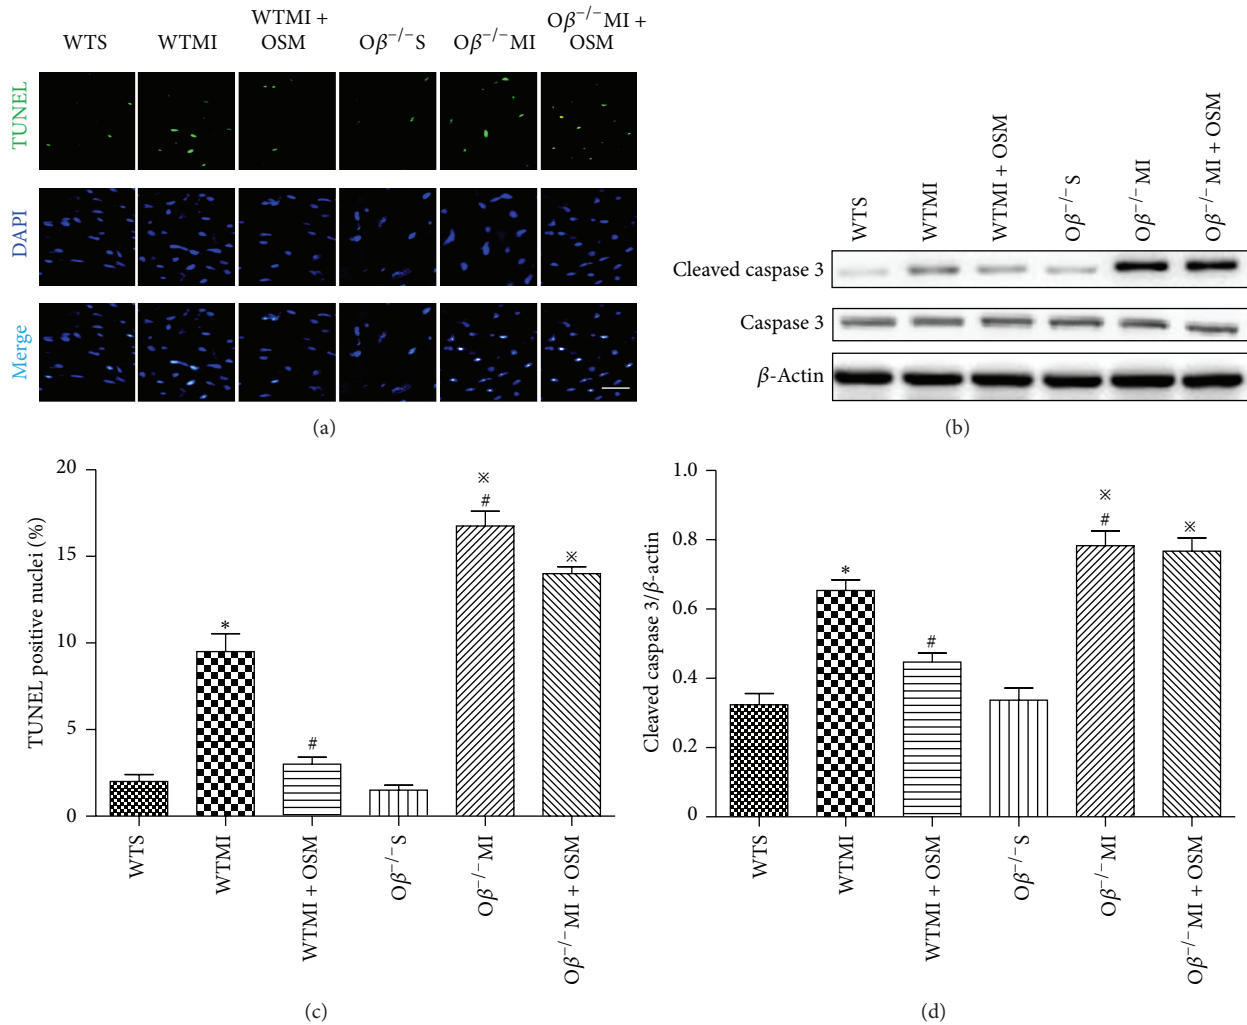 WTS
WTMI
WTMI +
OSM
Oβ−/−S
Oβ−/−MI
Oβ−/−MI +
OSM
TUNEL
DAPI
Merge
(a)
WTS
WTMI
WTMI + OSM
Oβ−/− S
Oβ−/− MI
Oβ−/− MI + OSM
Cleaved caspase 3
Caspase 3
β-Actin
(b)
TUNEL positive nuclei (%)
20
15
10
5
0
*
#
※
#
※
WTS
WTMI
WTMI + OSM
Oβ−/− S
Oβ−/− MI
Oβ−/− MI + OSM
(c)
Cleaved caspase 3/β-actin
1.0
0.8
0.6
0.4
0.2
0
*
#
※
#
※
WTS
WTMI
WTMI + OSM
Oβ−/− S
Oβ−/− MI
Oβ−/− MI + OSM
(d)